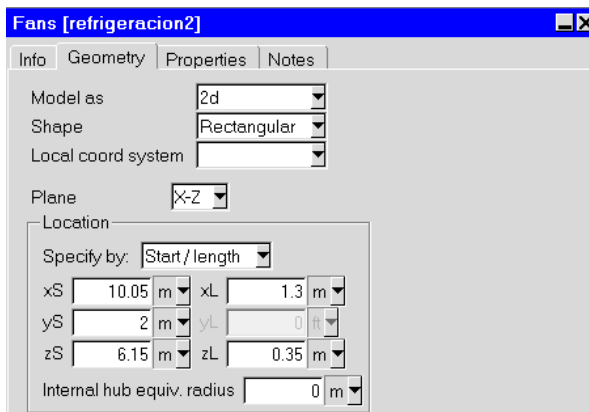 Fans [refrigeracion2]
Info Geometry Properties Notes
Model as 2d
Shape Rectangular
Local coord system
Plane X-Z
Location
Specify by: Start / length
xS 10.05 m xL 1.3 m
yS 2 m yL 0 ft
zS 6.15 m zL 0.35 m
Internal hub equiv. radius 0 m